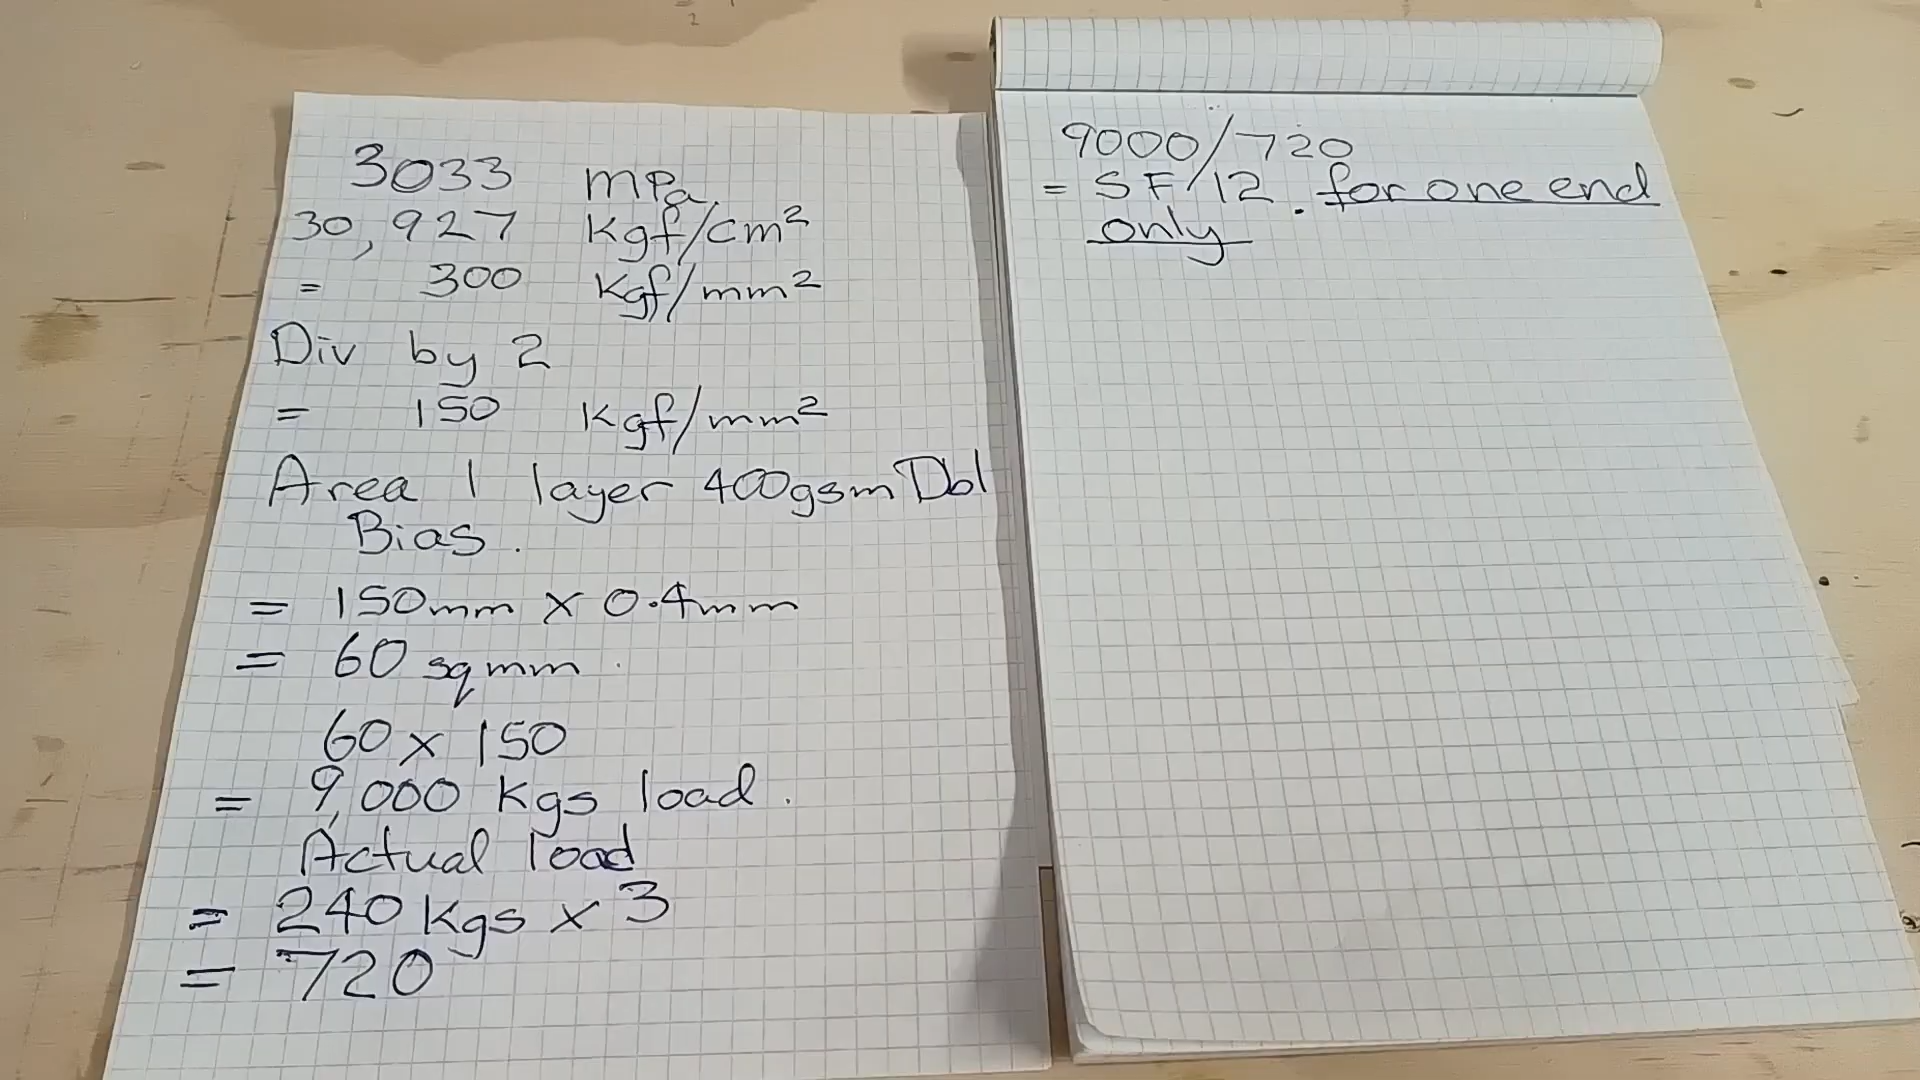 3033 mPa
30,927 Kgf/cm²
= 300 Kgf/mm²
Div by 2
= 150 Kgf/mm²
Area 1 layer 400gsm Dbl
Bias.
= 150mm x 0.4mm
= 60 sqmm.
60 x 150
= 9,000 Kgs load.
Actual load
= 240 Kgs x 3
= 720
9000/720
= SF/12. for one end
only